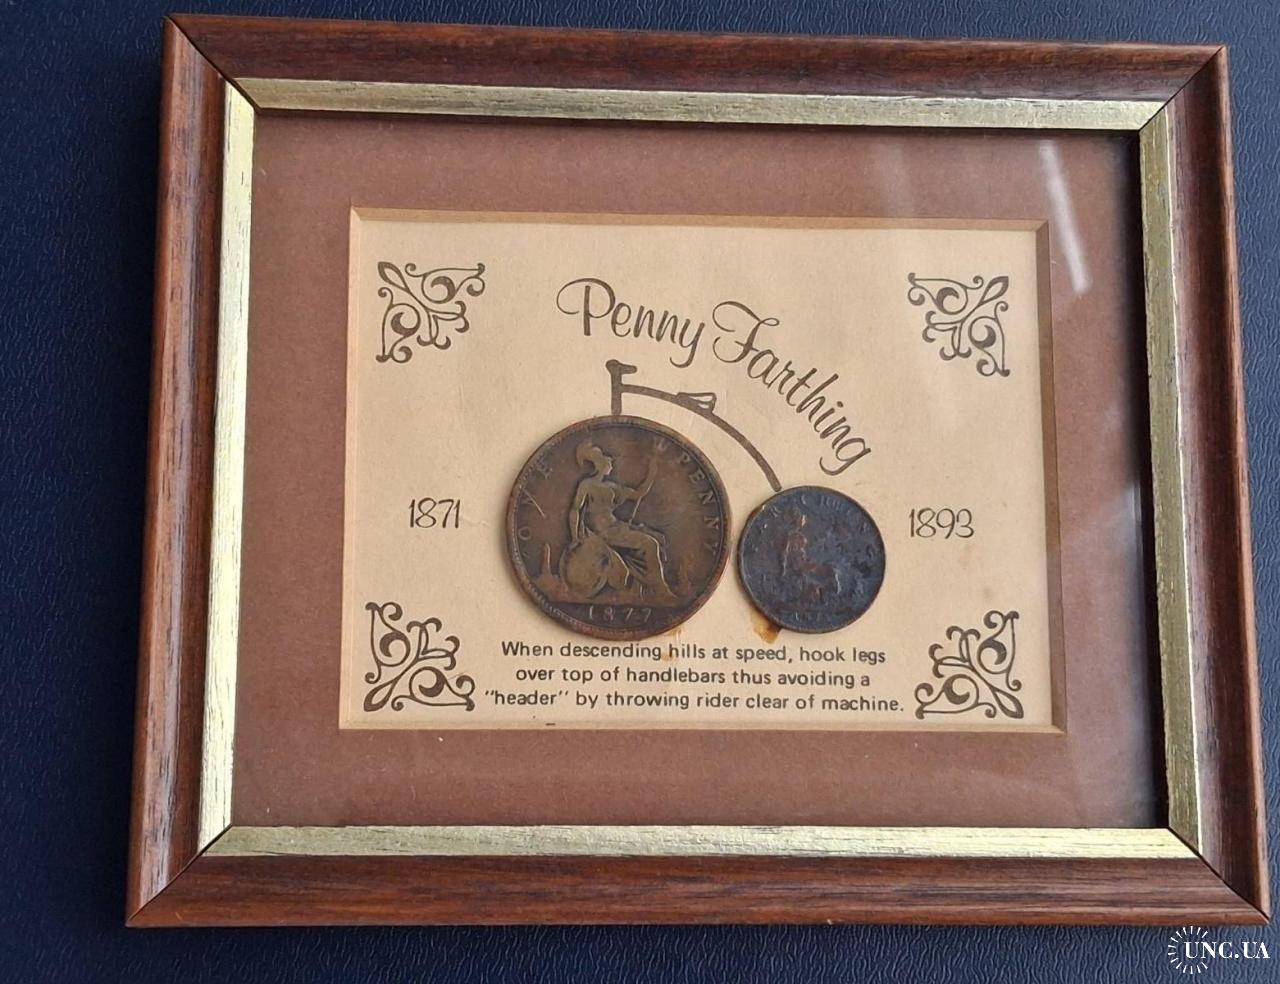 Penny Farthing
ONE PENNY
1877
1871
1893
When descending hills at speed, hook legs
over top of handlebars thus avoiding a
"header" by throwing rider clear of machine.
UNC.UA